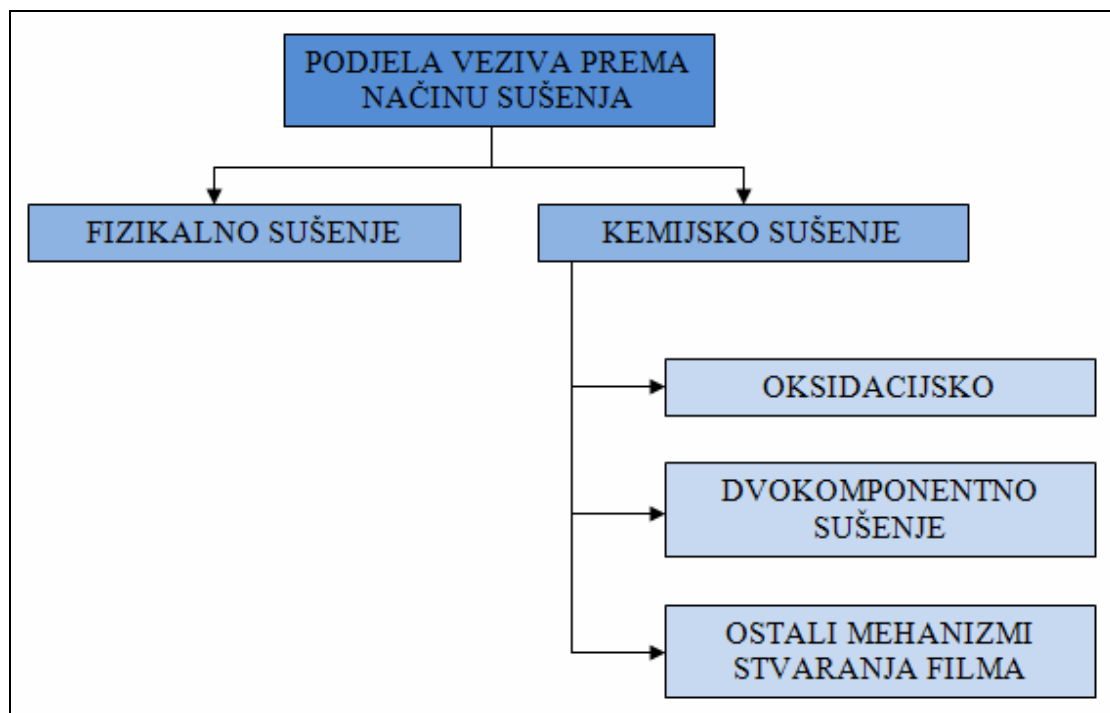 PODJELA VEZIVA PREMA
NAČINU SUŠENJA
FIZIKALNO SUŠENJE
KEMIJSKO SUŠENJE
OKSIDACIJSKO
DVOKOMPONENTNO
SUŠENJE
OSTALI MEHANIZMI
STVARANJA FILMA